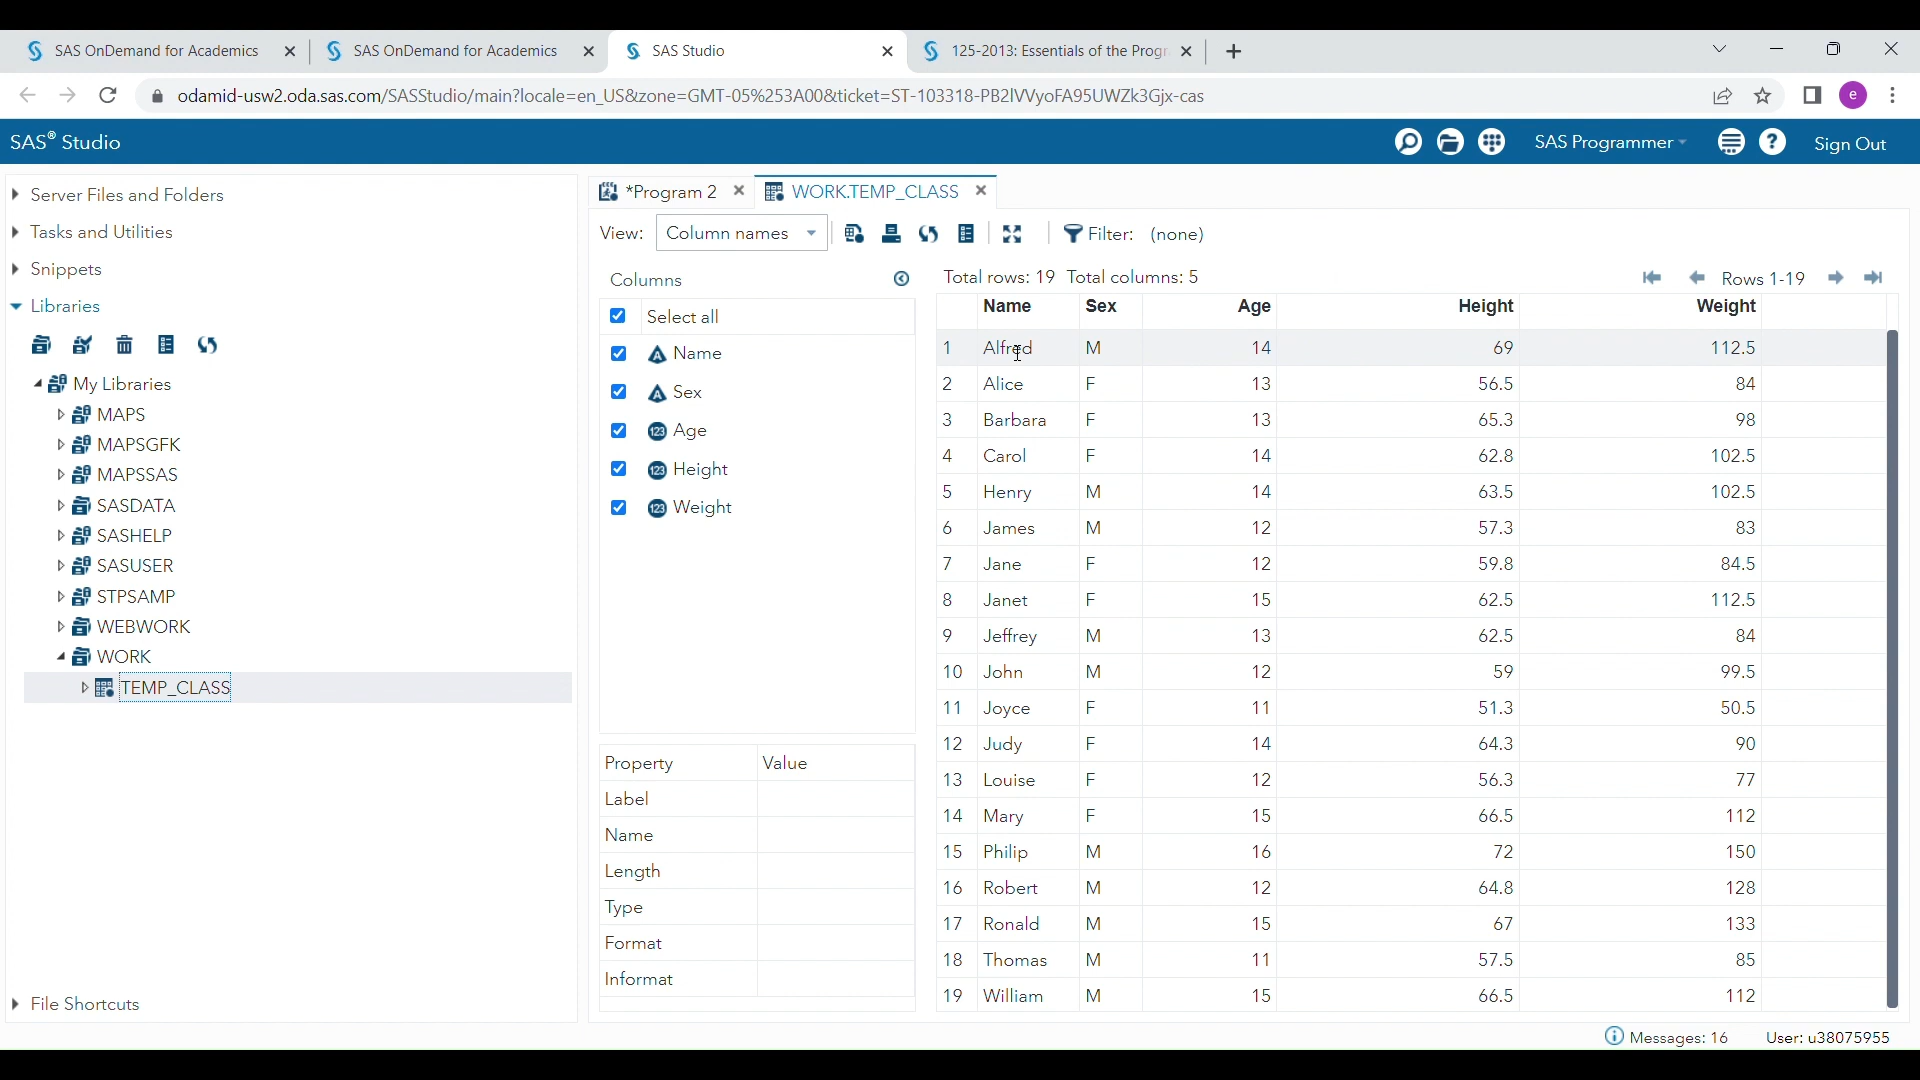 SAS OnDemand for Academics
SAS OnDemand for Academics
SAS Studio
125-2013: Essentials of the Progr
odamid-usw2.oda.sas.com/SASStudio/main?locale=en_US&zone=GMT-05%253A00&ticket=ST-103318-PB2lVVyoFA95UWZk3Gjx-cas
e
SAS® Studio
SAS Programmer
Sign Out
Server Files and Folders
Tasks and Utilities
Snippets
Libraries
My Libraries
MAPS
MAPSGFK
MAPSSAS
SASDATA
SASHELP
SASUSER
STPSAMP
WEBWORK
WORK
TEMP_CLASS
File Shortcuts
*Program 2
WORK.TEMP_CLASS
View: Column names
Filter: (none)
Columns
Select all
Name
Sex
Age
Height
Weight
Property Value
Label
Name
Length
Type
Format
Informat
Total rows: 19 Total columns: 5
Rows 1-19
Name Sex Age Height Weight
1 Alfred M 14 69 112.5
2 Alice F 13 56.5 84
3 Barbara F 13 65.3 98
4 Carol F 14 62.8 102.5
5 Henry M 14 63.5 102.5
6 James M 12 57.3 83
7 Jane F 12 59.8 84.5
8 Janet F 15 62.5 112.5
9 Jeffrey M 13 62.5 84
10 John M 12 59 99.5
11 Joyce F 11 51.3 50.5
12 Judy F 14 64.3 90
13 Louise F 12 56.3 77
14 Mary F 15 66.5 112
15 Philip M 16 72 150
16 Robert M 12 64.8 128
17 Ronald M 15 67 133
18 Thomas M 11 57.5 85
19 William M 15 66.5 112
Messages: 16
User: u38075955